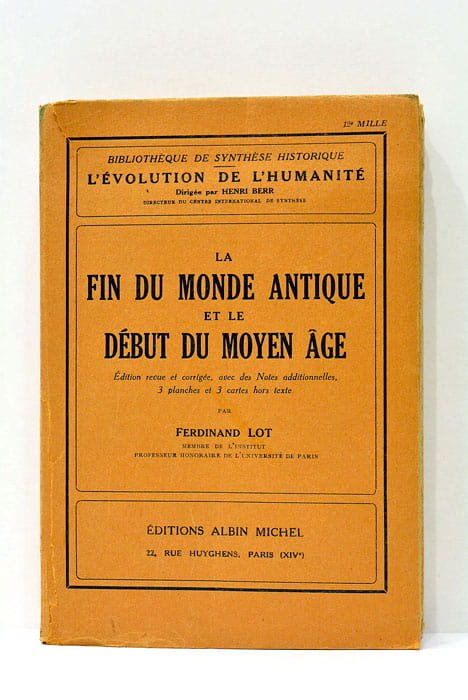 12e MILLE
BIBLIOTHÈQUE DE SYNTHÈSE HISTORIQUE
L'ÉVOLUTION DE L'HUMANITÉ
Dirigée par HENRI BERR
DIRECTEUR DU CENTRE INTERNATIONAL DE SYNTHÈSE
LA
FIN DU MONDE ANTIQUE
ET LE
DÉBUT DU MOYEN ÂGE
Édition revue et corrigée, avec des Notes additionnelles,
3 planches et 3 cartes hors texte
PAR
FERDINAND LOT
MEMBRE DE L'INSTITUT
PROFESSEUR HONORAIRE DE L'UNIVERSITÉ DE PARIS
ÉDITIONS ALBIN MICHEL
22, RUE HUYGHENS, PARIS (XIVe)